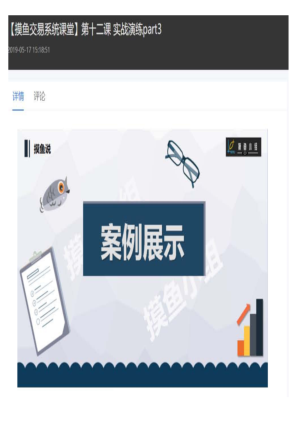 【摸鱼交易系统课堂】第十二课 实战演练part3
2019-05-17 15:18:51
详情 评论
摸鱼说
摸鱼小组
案例展示
摸鱼小组